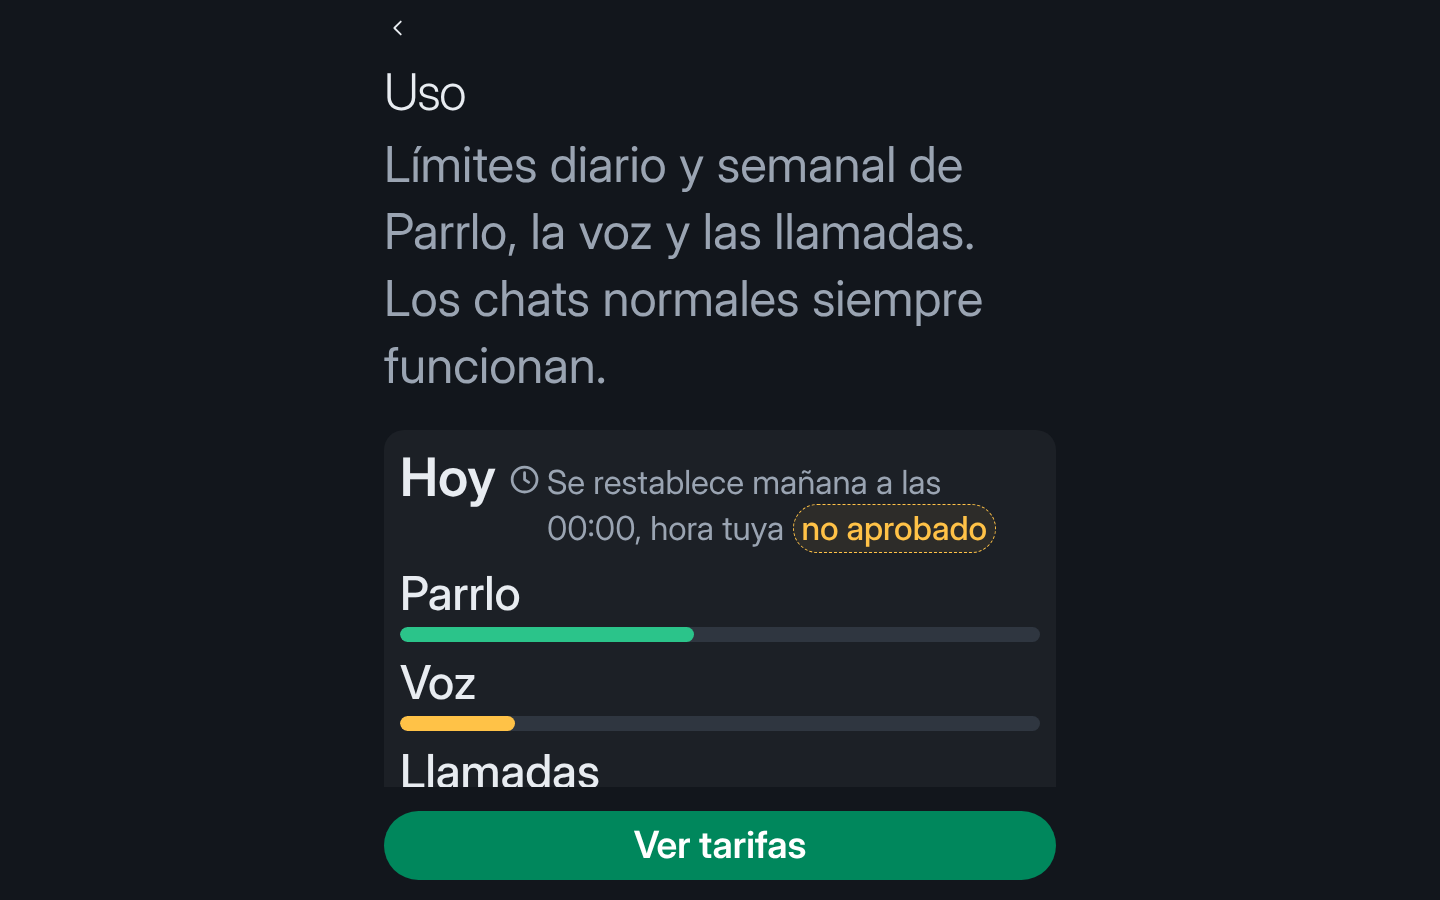 Uso
Límites diario y semanal de
Parrlo, la voz y las llamadas.
Los chats normales siempre
funcionan.
Hoy Se restablece mañana a las
00:00, hora tuya no aprobado
Parrlo
Voz
Llamadas
Ver tarifas